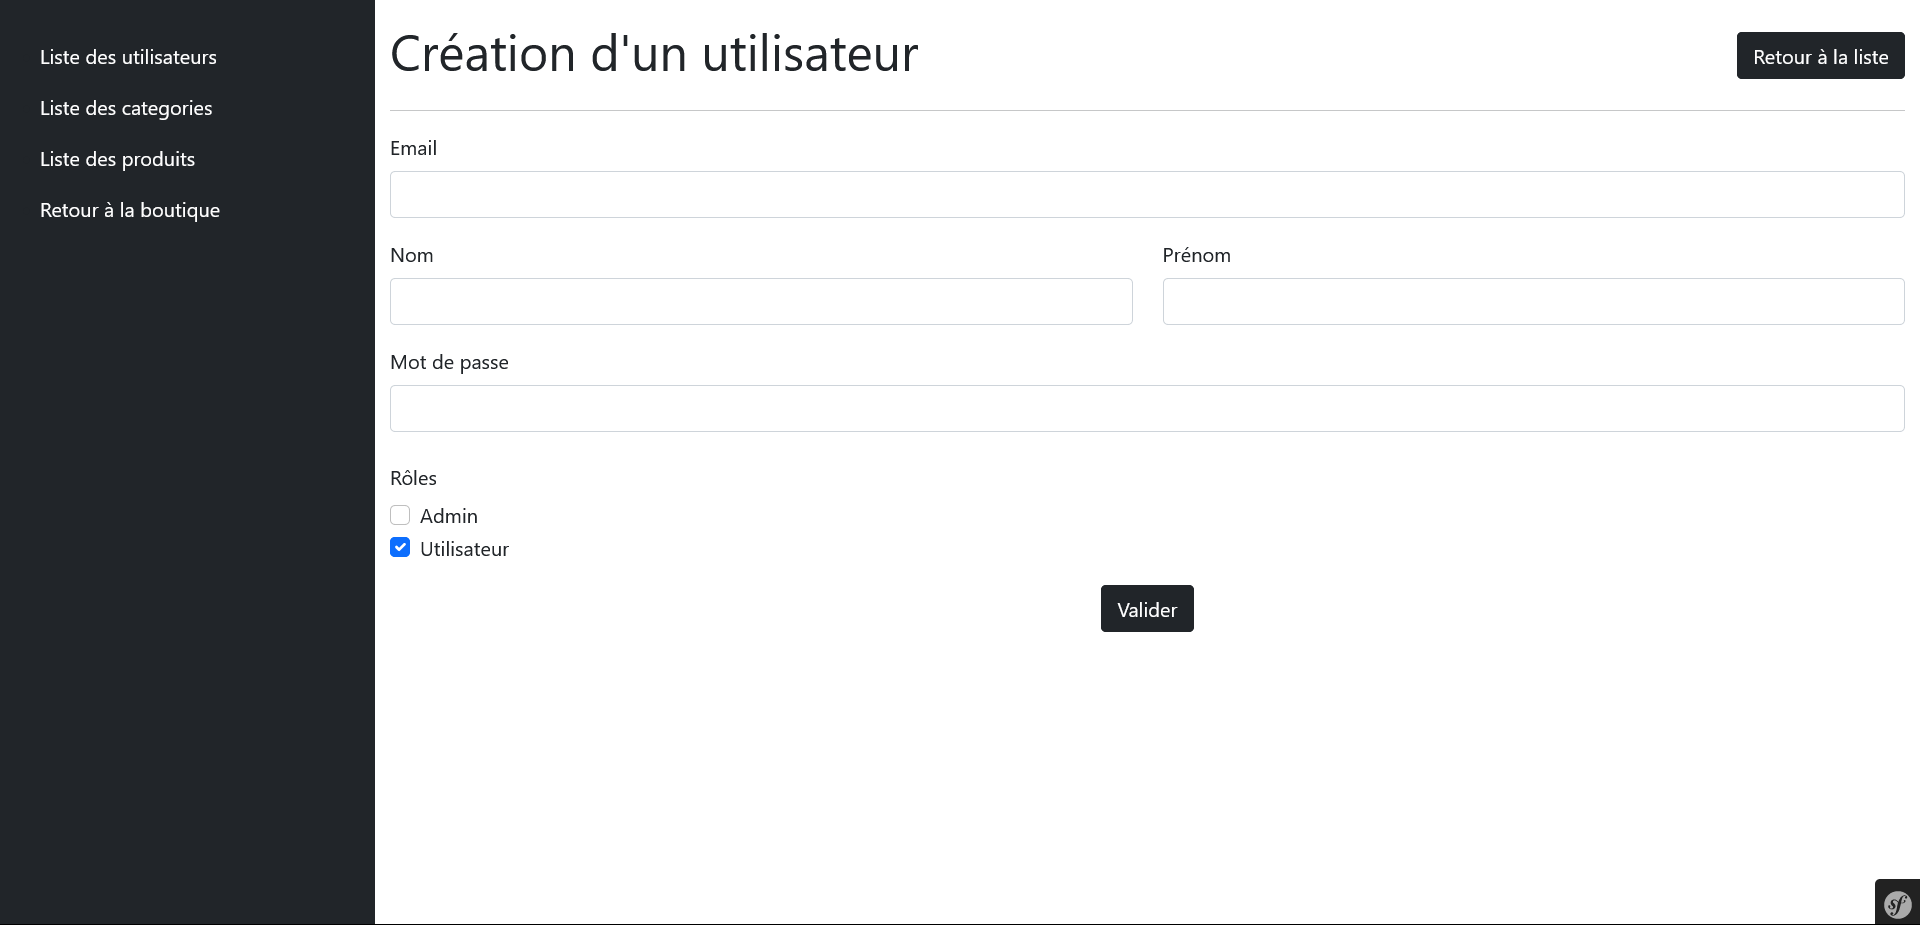 Liste des utilisateurs
Liste des categories
Liste des produits
Retour à la boutique
Création d'un utilisateur
Retour à la liste
Email
Nom
Prénom
Mot de passe
Rôles
Admin
Utilisateur
Valider
sf